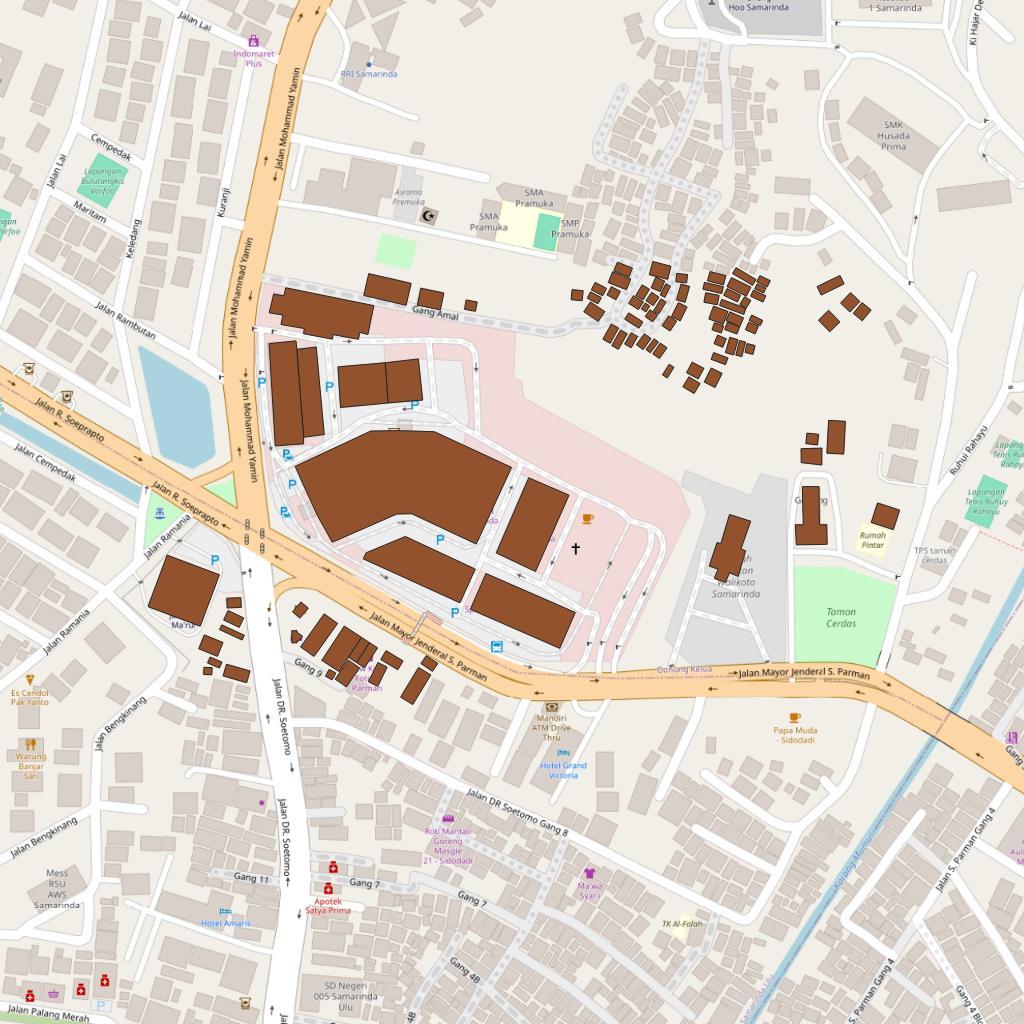 Hoo Samarinda
1 Samarinda
Jalan Lai
Indomaret
Plus
RRI Samarinda
Jalan Mohammad Yamin
SMK
Husada
Prima
Cempedak
Jalan Lai
Lapangan
Bulutangkis
Vorfoo
Maritam
Kuranji
Keledang
Asrama
Pramuka
SMA
Pramuka
SMA
Pramuka
SMP
Pramuka
Jalan Mohammad Yamin
Gang Amal
Jalan Rambutan
P
P
P
Jalan R. Soeprapto
Jalan Mohammad Yamin
Jalan Cempedak
Jalan R. Soeprapto
P
P
P
P
Ruhui Rahayu
Lapangan
Tenis Ruhuy
Rahayu
Rumah
Pintar
TPS taman
cerdas
Walikota
Samarinda
Taman
Cerdas
Jalan Ramania
P
Jalan Ramania
P
Jalan Mayor Jenderal S. Parman
Gang 9
Parman
Gunung Kelua
Jalan Mayor Jenderal S. Parman
Es Cendol
Pak Yanto
Jalan Bengkinang
Jalan DR. Soetomo
Mandiri
ATM Drive
Thru
Papa Muda
- Sidodadi
Warung
Banjar
Sari
Hotel Grand
Victoria
Jalan DR Soetomo Gang 8
Jalan Bengkinang
Roti Mantao
Goreng
Masgie
21 - Sidodadi
Jalan DR. Soetomo
Gang 11
Gang 7
Gang 7
Ma wa
Syar'i
Mess
RSU
AWS
Samarinda
Apotek
Satya Prima
Hotel Amaris
TK Al-Falah
Karang Mumus
Jalan S. Parman Gang 4
Gang 4B
SD Negeri
005 Samarinda
Ulu
Jalan Palang Merah
P
4B
S. Parman Gang 4